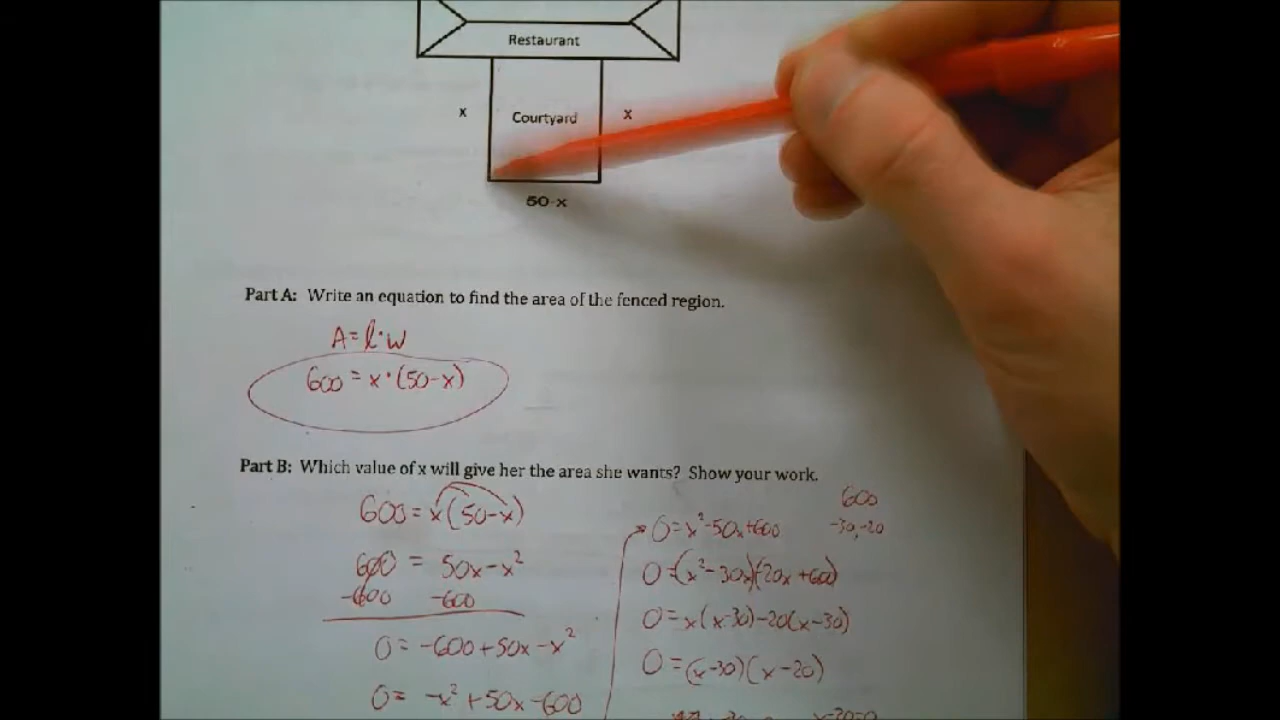 Restaurant
x Courtyard x
50-x
Part A: Write an equation to find the area of the fenced region.
A = l·w
600 = x·(50-x)
Part B: Which value of x will give her the area she wants? Show your work.
600 = x(50-x)
600 = 50x-x²
-600 -600
0 = -600+50x-x²
0 = -x²+50x-600
600
-30,-20
0 = x²-50x+600
0 = (x²-30x)(-20x+600)
0 = x(x-30)-20(x-30)
0 = (x-30)(x-20)
x-20=0